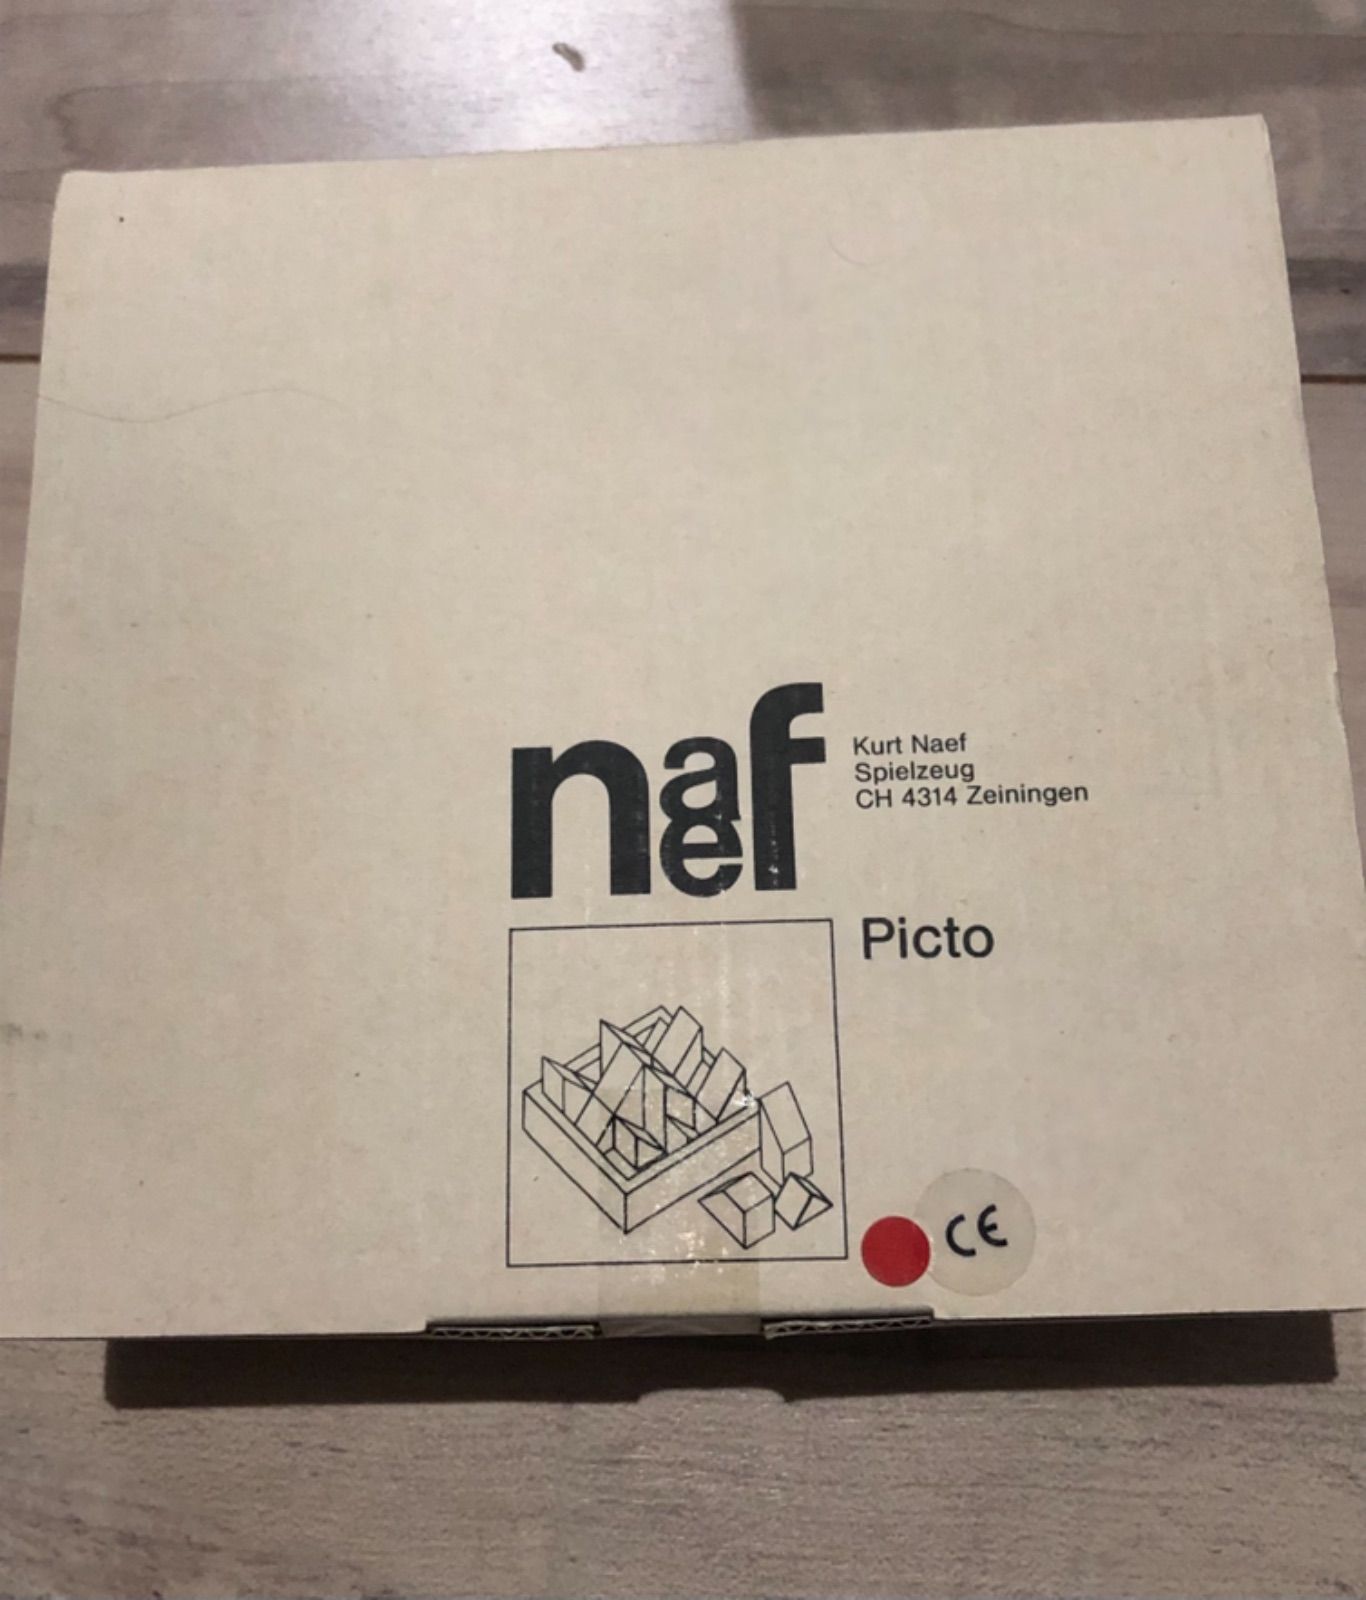 naef
Kurt Naef
Spielzeug
CH 4314 Zeiningen
Picto
CE